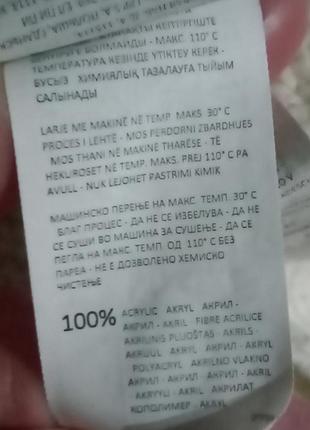 КЕПТІРГІШТЕ
БОЛМАЙДЫ - МАКС. 110° С
ТЕМПЕРАТУРА КЕЗІНДЕ ҮТІКТЕУ КЕРЕК -
БУСЫЗ ХИМИЯЛЫҚ ТАЗАЛАУҒА ТЫЙЫМ
САЛЫНАДЫ
LARJE ME MAKINË NË TEMP. MAKS. 30° C
PROCES I LEHTË - MOS PERDORNI ZBARDHUES
- MOS THANI NË MAKINË THARËSE - TË
HEKUROSET NË TEMP. MAKS. PREJ 110° C PA
AVULL - NUK LEJOHET PASTRIMI KIMIK
МАШИНСКО ПЕРЕЊЕ НА МАКС. ТЕМП. 30° С
БЛАГ ПРОЦЕС - ДА НЕ СЕ ИЗБЕЛУВА - ДА НЕ
СЕ СУШИ ВО МАШИНА ЗА СУШЕЊЕ - ДА СЕ
ПЕГЛА НА МАКС. ТЕМП. ОД 110° С БЕЗ
ПАРЕА - НЕ Е ДОЗВОЛЕНО ХЕМИСКО
ЧИСТЕЊЕ
100% ACRYLIC AKRYL АКРИЛ -
АКРИЛ - AKRIL FIBRE ACRILICE
AKRILINIS PLUOŠTAS - AKRILS -
AKRÜÜL AKRIL - AKRYL
POLYACRYL AKRILNO VLAKNO
АКРИЛ - АКРИЛ - АКРИЛ -
AKRYYLI - AKRIL АКРИЛАТ
КОПОЛИМЕР AKRYL